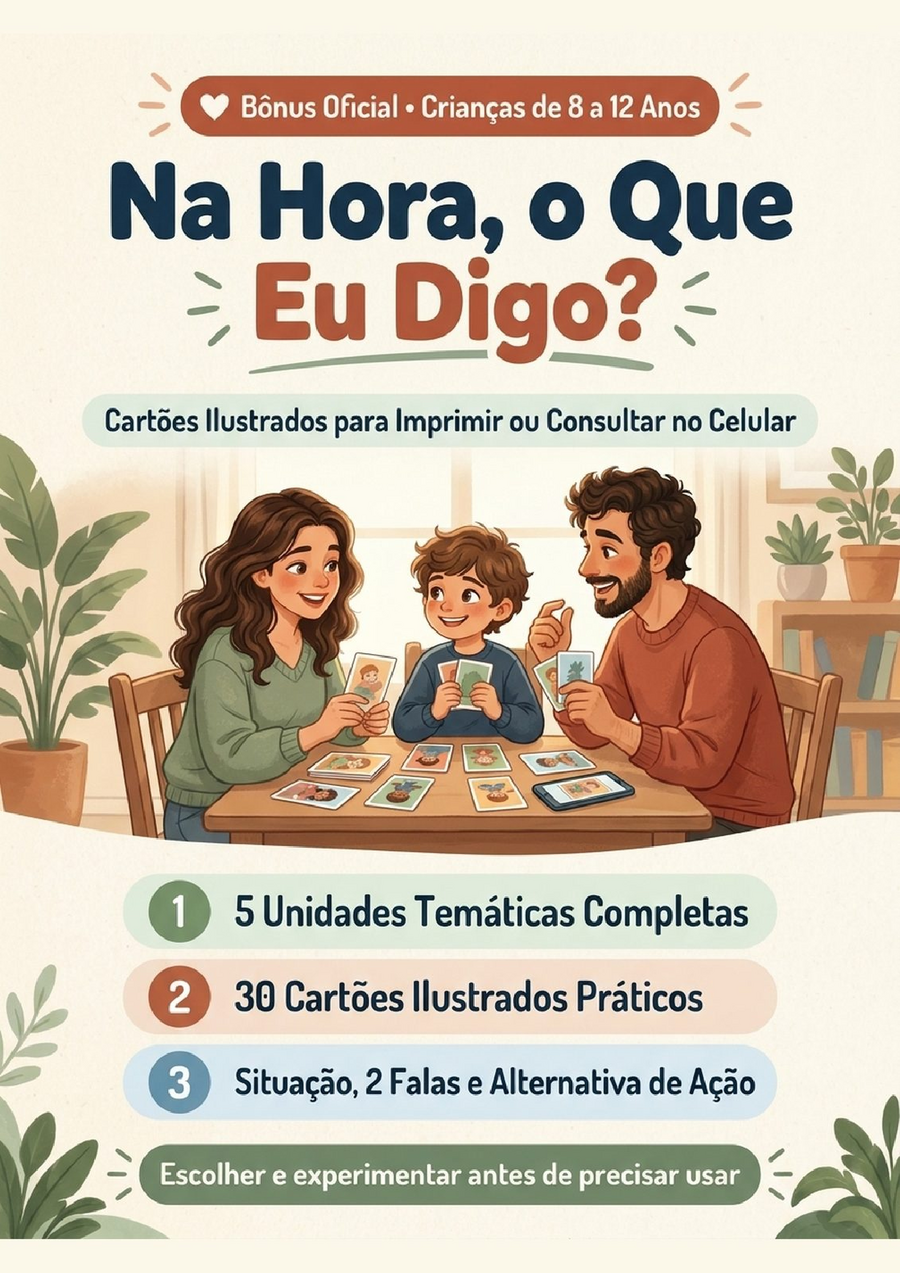 Bônus Oficial • Crianças de 8 a 12 Anos
Na Hora, o Que
Eu Digo?
Cartões Ilustrados para Imprimir ou Consultar no Celular
1 5 Unidades Temáticas Completas
2 30 Cartões Ilustrados Práticos
3 Situação, 2 Falas e Alternativa de Ação
Escolher e experimentar antes de precisar usar